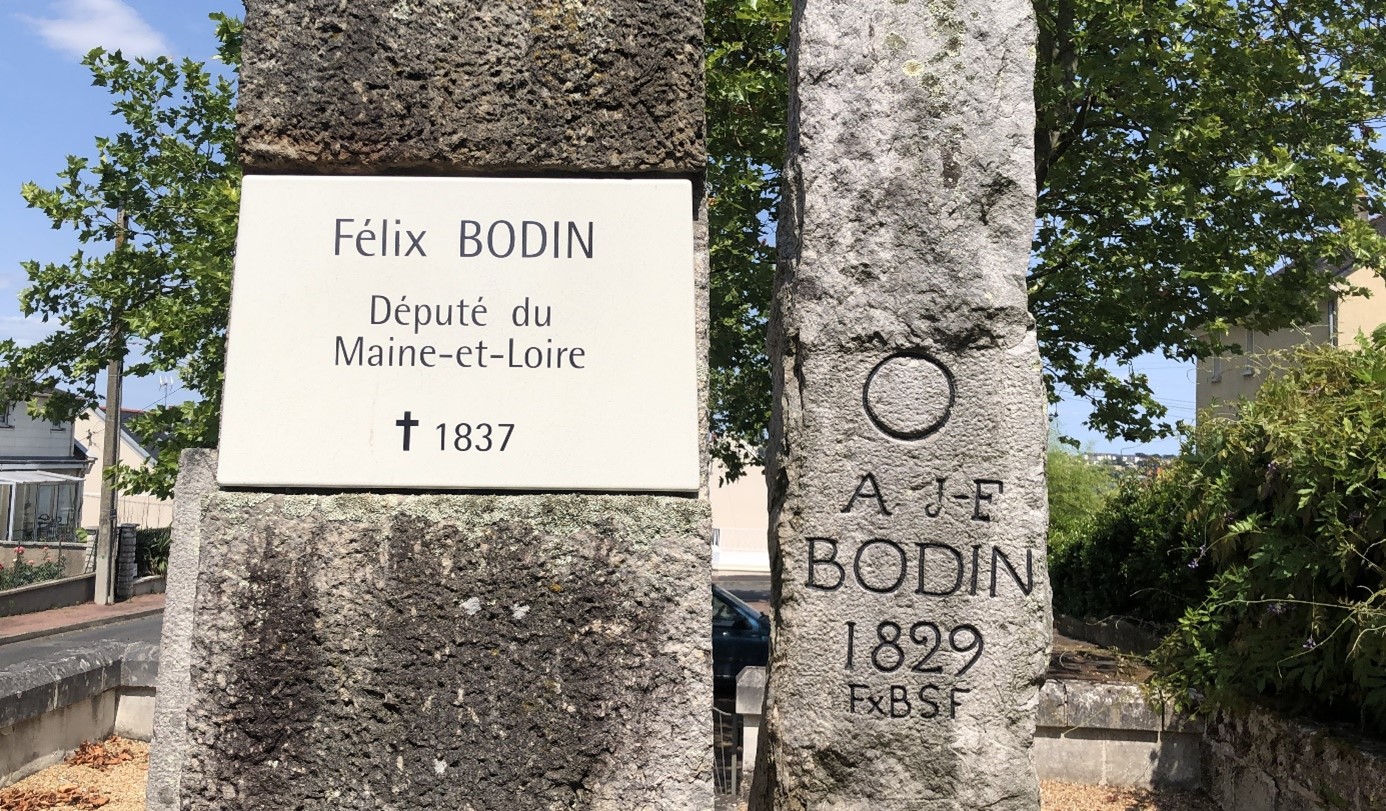 Félix BODIN
Député du
Maine-et-Loire
✝ 1837
A J-F
BODIN
1829
FxBSF